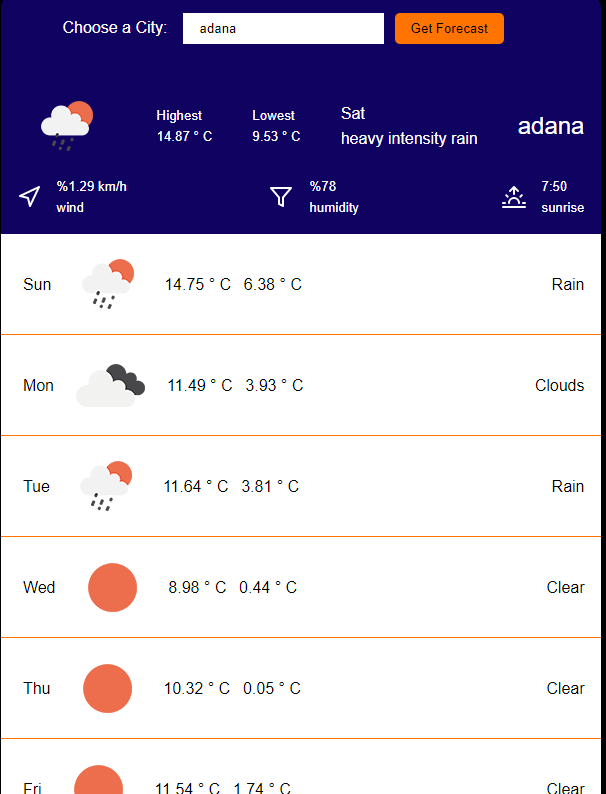 Choose a City: adana Get Forecast
Highest Lowest Sat
14.87 ° C 9.53 ° C heavy intensity rain adana
%1.29 km/h %78 7:50
wind humidity sunrise
Sun 14.75 ° C 6.38 ° C Rain
Mon 11.49 ° C 3.93 ° C Clouds
Tue 11.64 ° C 3.81 ° C Rain
Wed 8.98 ° C 0.44 ° C Clear
Thu 10.32 ° C 0.05 ° C Clear
Fri 11.54 ° C 1.74 ° C Clear